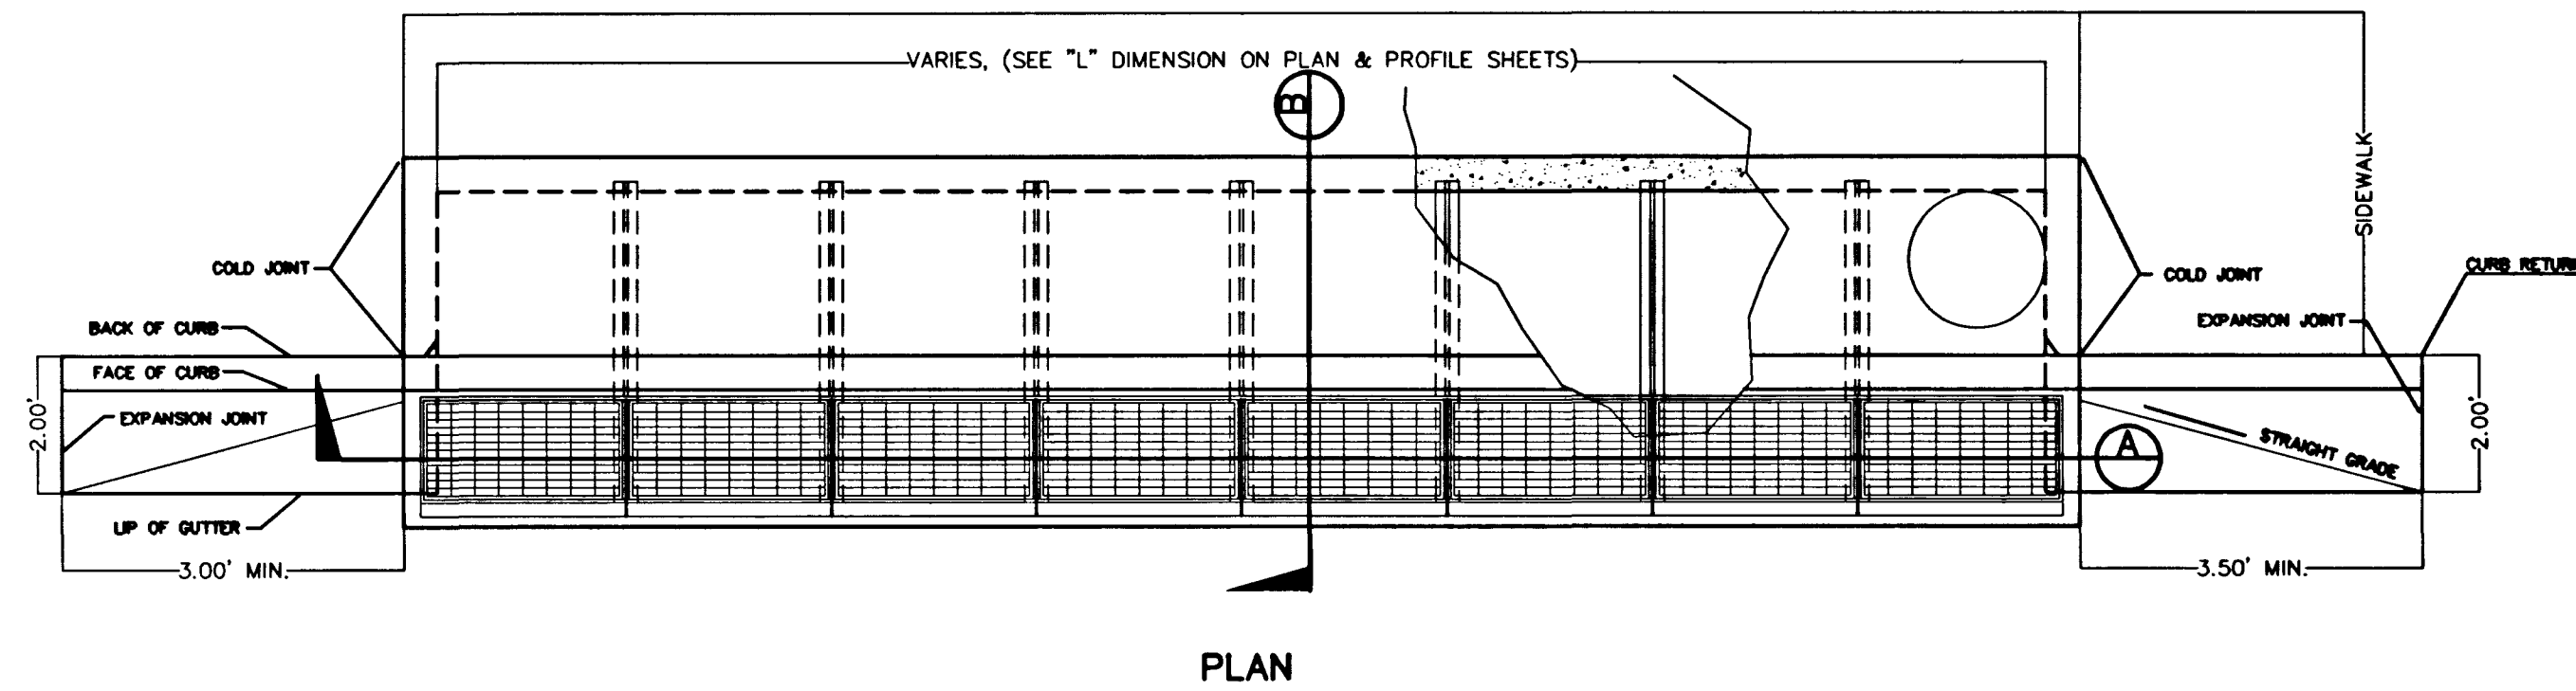 VARIES, (SEE "L" DIMENSION ON PLAN & PROFILE SHEETS)
B
SIDEWALK
COLD JOINT
COLD JOINT
CURB RETURN
BACK OF CURB
EXPANSION JOINT
FACE OF CURB
2.00'
EXPANSION JOINT
2.00'
A
STRAIGHT GRADE
LIP OF GUTTER
3.00' MIN.
3.50' MIN.
PLAN